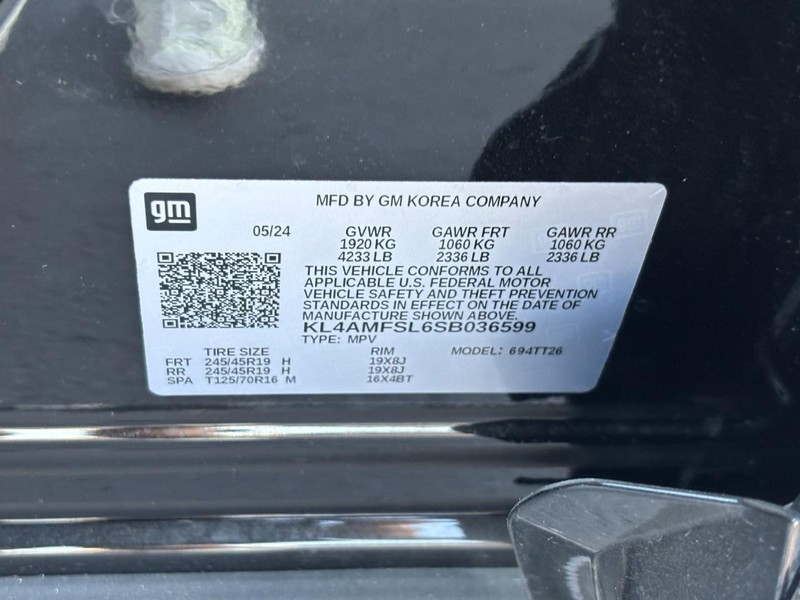 gm
MFD BY GM KOREA COMPANY
05/24 GVWR GAWR FRT GAWR RR
1920 KG 1060 KG 1060 KG
4233 LB 2336 LB 2336 LB
THIS VEHICLE CONFORMS TO ALL
APPLICABLE U.S. FEDERAL MOTOR
VEHICLE SAFETY AND THEFT PREVENTION
STANDARDS IN EFFECT ON THE DATE OF
MANUFACTURE SHOWN ABOVE.
KL4AMFSL6SB036599
TYPE: MPV
TIRE SIZE RIM MODEL: 694TT26
FRT 245/45R19 H 19X8J
RR 245/45R19 H 19X8J
SPA T125/70R16 M 16X4BT